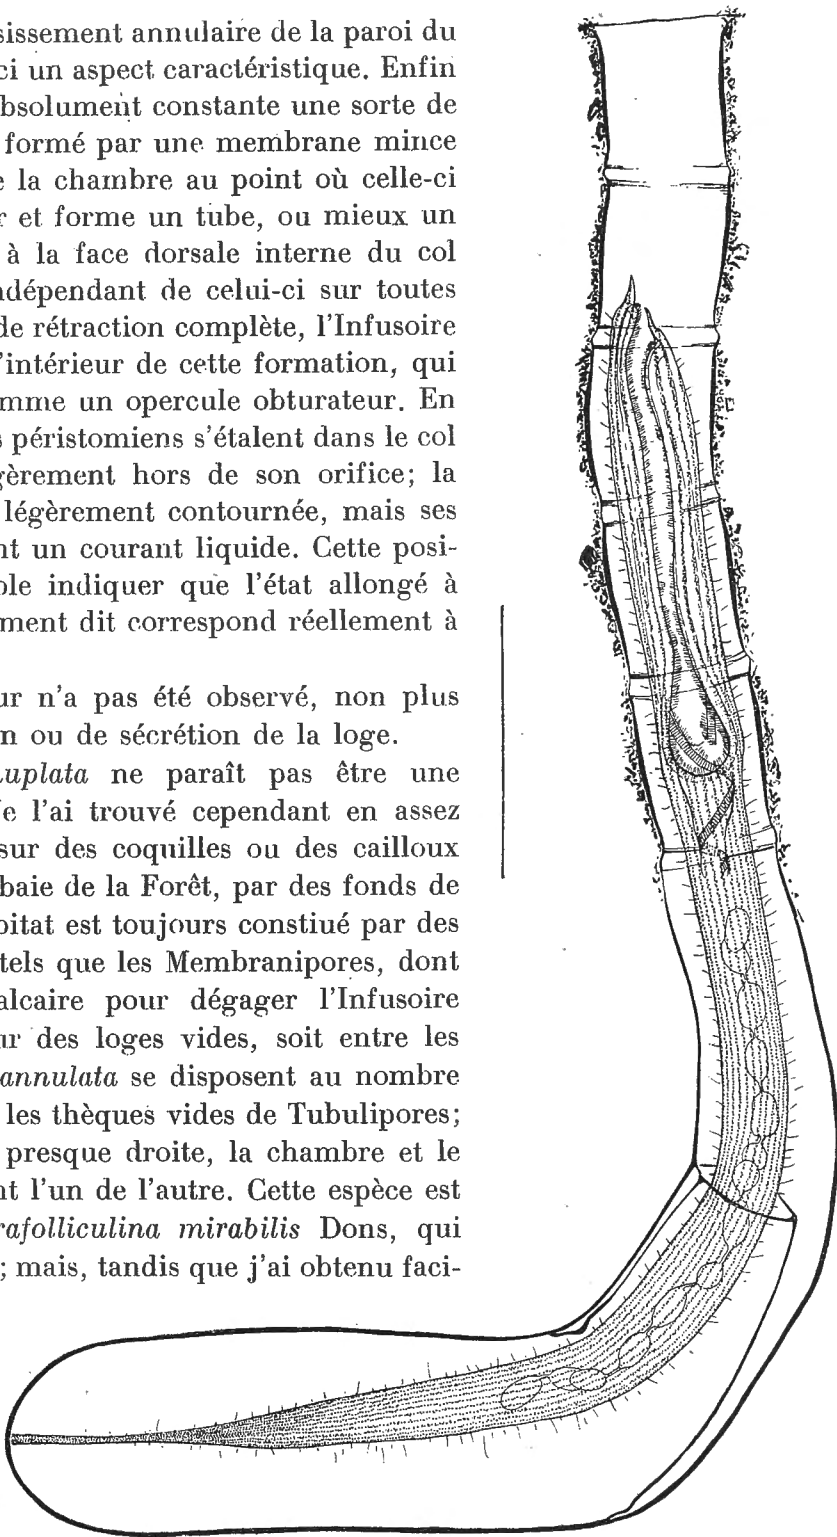 sissement annulaire de la paroi du
ci un aspect caractéristique. Enfin
bsolument constante une sorte de
formé par une membrane mince
e la chambre au point où celle-ci
r et forme un tube, ou mieux un
à la face dorsale interne du col
ndépendant de celui-ci sur toutes
de rétraction complète, l'Infusoire
'intérieur de cette formation, qui
mme un opercule obturateur. En
s péristomiens s'étalent dans le col
gèrement hors de son orifice; la
légèrement contournée, mais ses
nt un courant liquide. Cette posi-
ble indiquer que l'état allongé à
ment dit correspond réellement à
ur n'a pas été observé, non plus
n ou de sécrétion de la loge.
uplata ne paraît pas être une
e l'ai trouvé cependant en assez
sur des coquilles ou des cailloux
baie de la Forêt, par des fonds de
bitat est toujours constiué par des
tels que les Membranipores, dont
alcaire pour dégager l'Infusoire
ur des loges vides, soit entre les
annulata se disposent au nombre
les thèques vides de Tubulipores;
presque droite, la chambre et le
nt l'un de l'autre. Cette espèce est
rafolliculina mirabilis Dons, qui
; mais, tandis que j'ai obtenu faci-